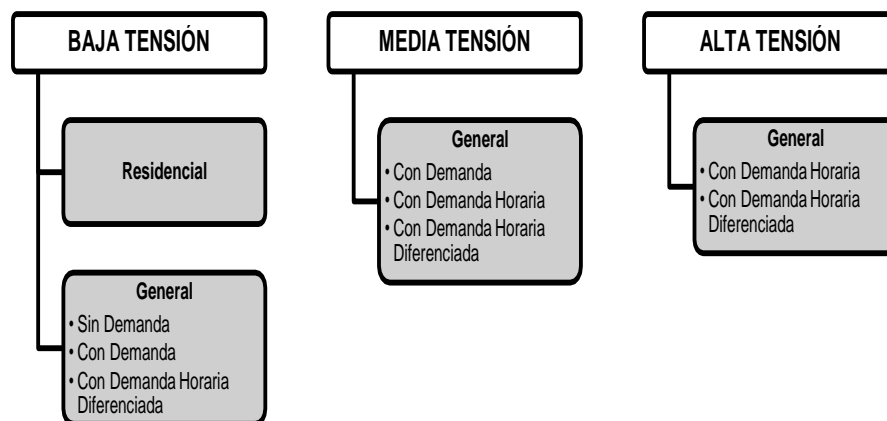 BAJA TENSIÓN
Residencial
General
• Sin Demanda
• Con Demanda
• Con Demanda Horaria
Diferenciada
MEDIA TENSIÓN
General
• Con Demanda
• Con Demanda Horaria
• Con Demanda Horaria
Diferenciada
ALTA TENSIÓN
General
• Con Demanda Horaria
• Con Demanda Horaria
Diferenciada